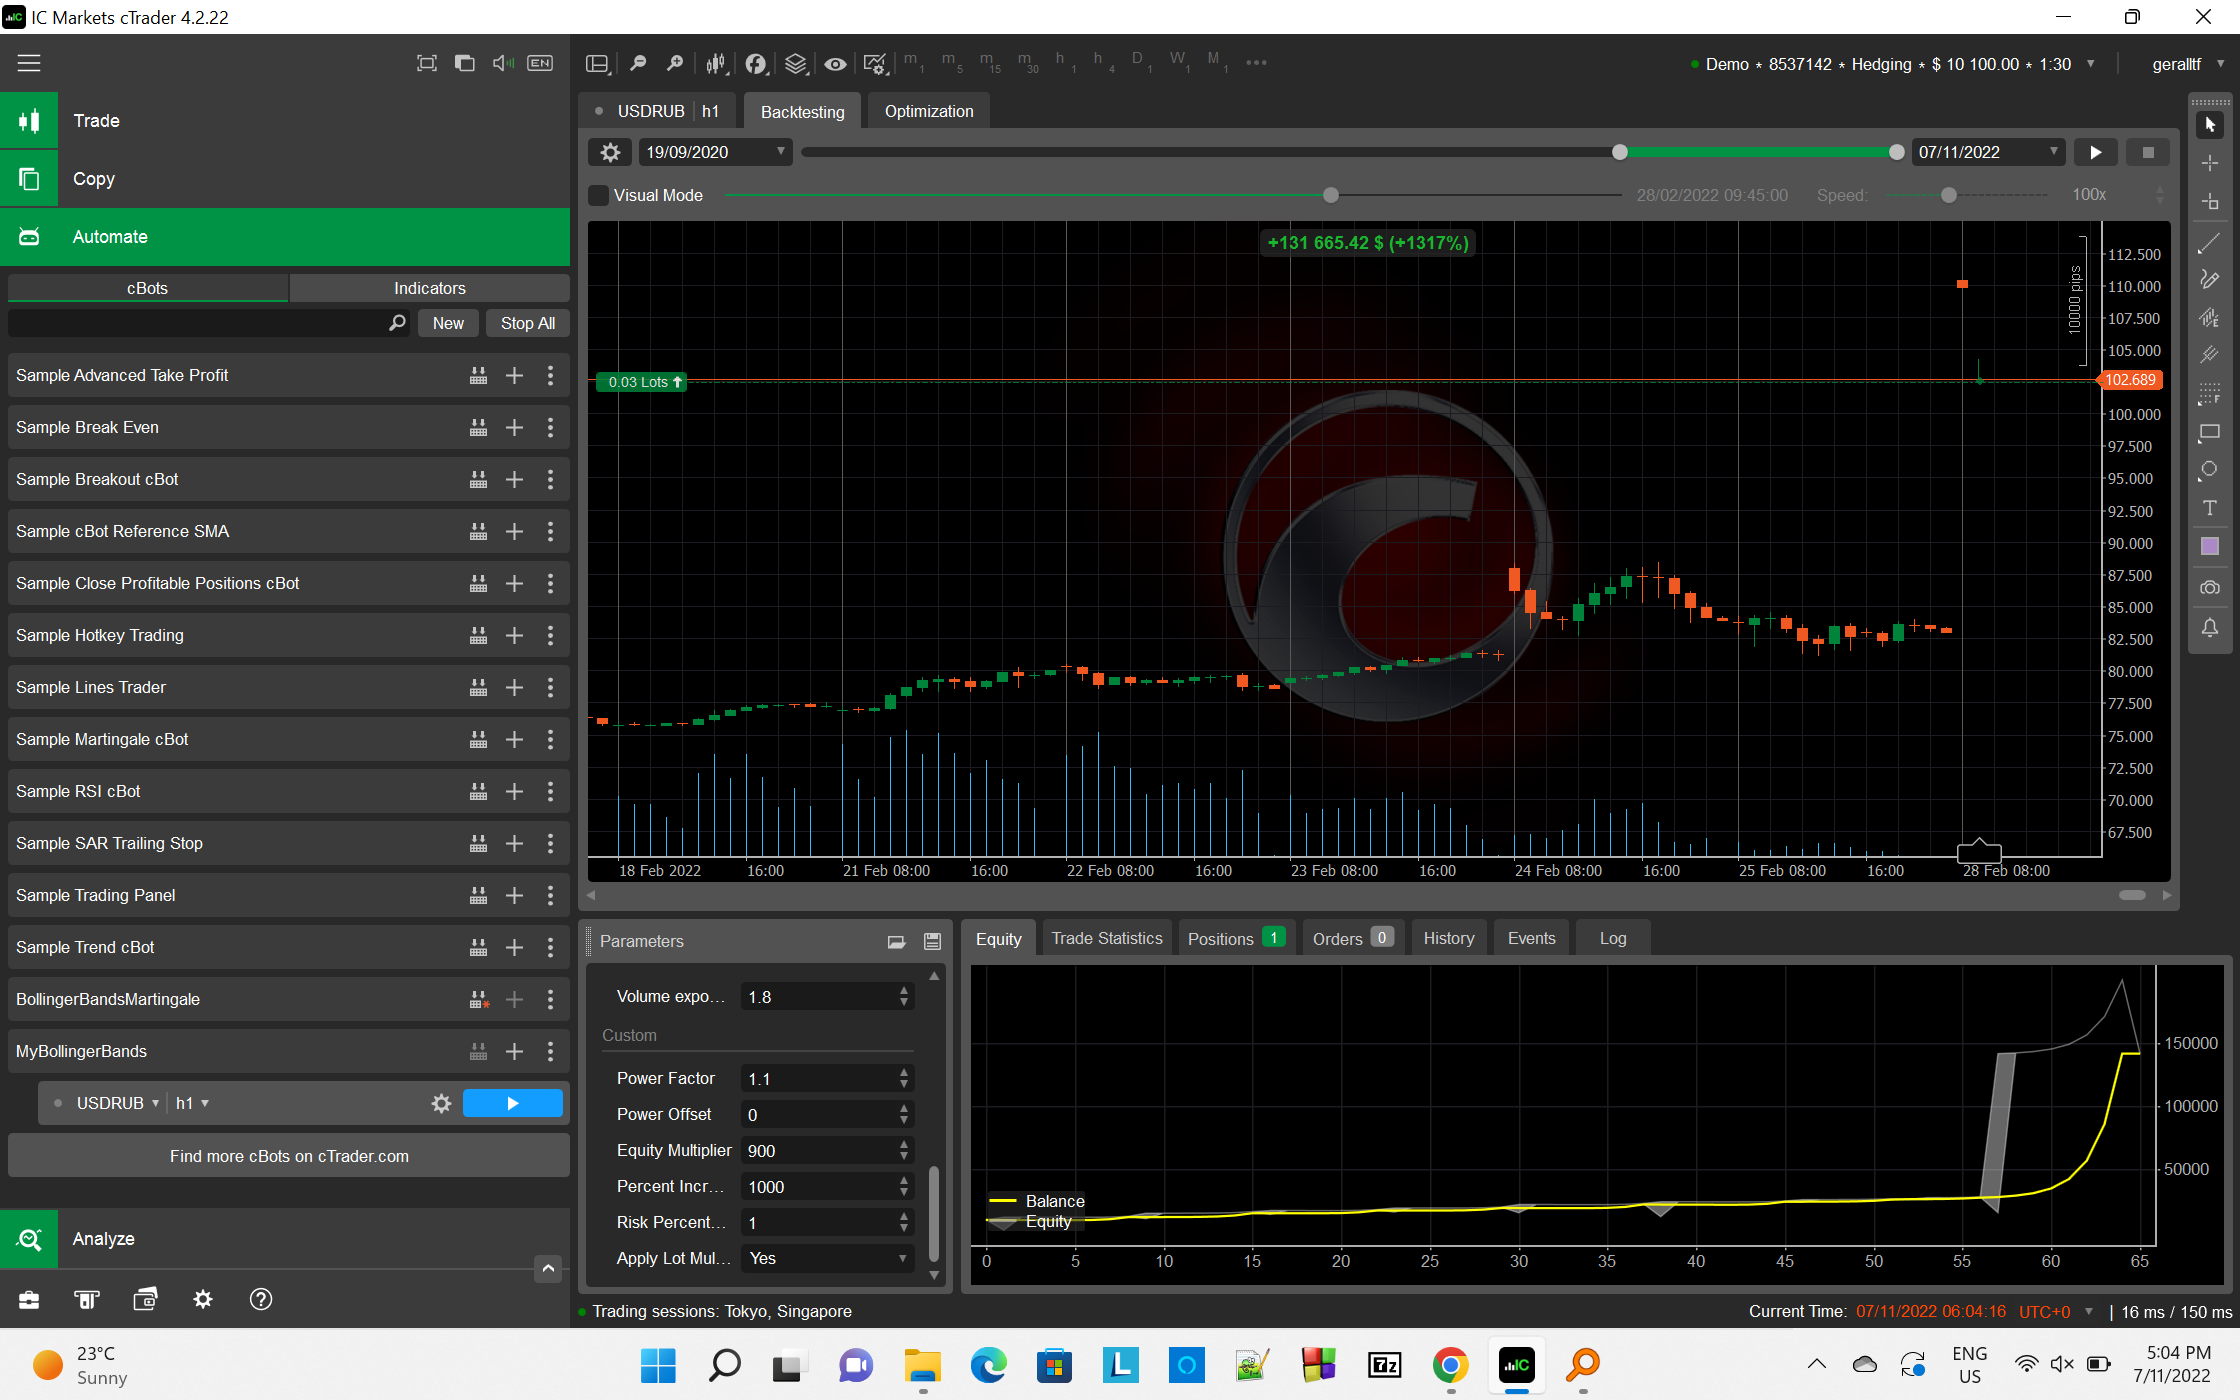 IC Markets cTrader 4.2.22
EN
m1 m5 m15 m30 h1 h4 D1 W1 M1
Demo * 8537142 * Hedging * $ 10 100.00 * 1:30
geralltf
Trade
Copy
Automate
cBots
Indicators
New
Stop All
Sample Advanced Take Profit
Sample Break Even
Sample Breakout cBot
Sample cBot Reference SMA
Sample Close Profitable Positions cBot
Sample Hotkey Trading
Sample Lines Trader
Sample Martingale cBot
Sample RSI cBot
Sample SAR Trailing Stop
Sample Trading Panel
Sample Trend cBot
BollingerBandsMartingale
MyBollingerBands
USDRUB h1
Find more cBots on cTrader.com
Analyze
USDRUB h1
Backtesting
Optimization
19/09/2020
07/11/2022
Visual Mode
28/02/2022 09:45:00
Speed:
100x
+131 665.42 $ (+1317%)
10000 pips
0.03 Lots
112.500
110.000
107.500
105.000
102.689
100.000
97.500
95.000
92.500
90.000
87.500
85.000
82.500
80.000
77.500
75.000
72.500
70.000
67.500
18 Feb 2022 16:00 21 Feb 08:00 16:00 22 Feb 08:00 16:00 23 Feb 08:00 16:00 24 Feb 08:00 16:00 25 Feb 08:00 16:00 28 Feb 08:00
Parameters
Volume expo... 1.8
Custom
Power Factor 1.1
Power Offset 0
Equity Multiplier 900
Percent Incr... 1000
Risk Percent... 1
Apply Lot Mul... Yes
Equity
Trade Statistics
Positions 1
Orders 0
History
Events
Log
150000
100000
50000
Balance
Equity
0 5 10 15 20 25 30 35 40 45 50 55 60 65
Trading sessions: Tokyo, Singapore
Current Time: 07/11/2022 06:04:16 UTC+0 | 16 ms / 150 ms
23°C
Sunny
L
7z
IC
ENG
US
5:04 PM
7/11/2022